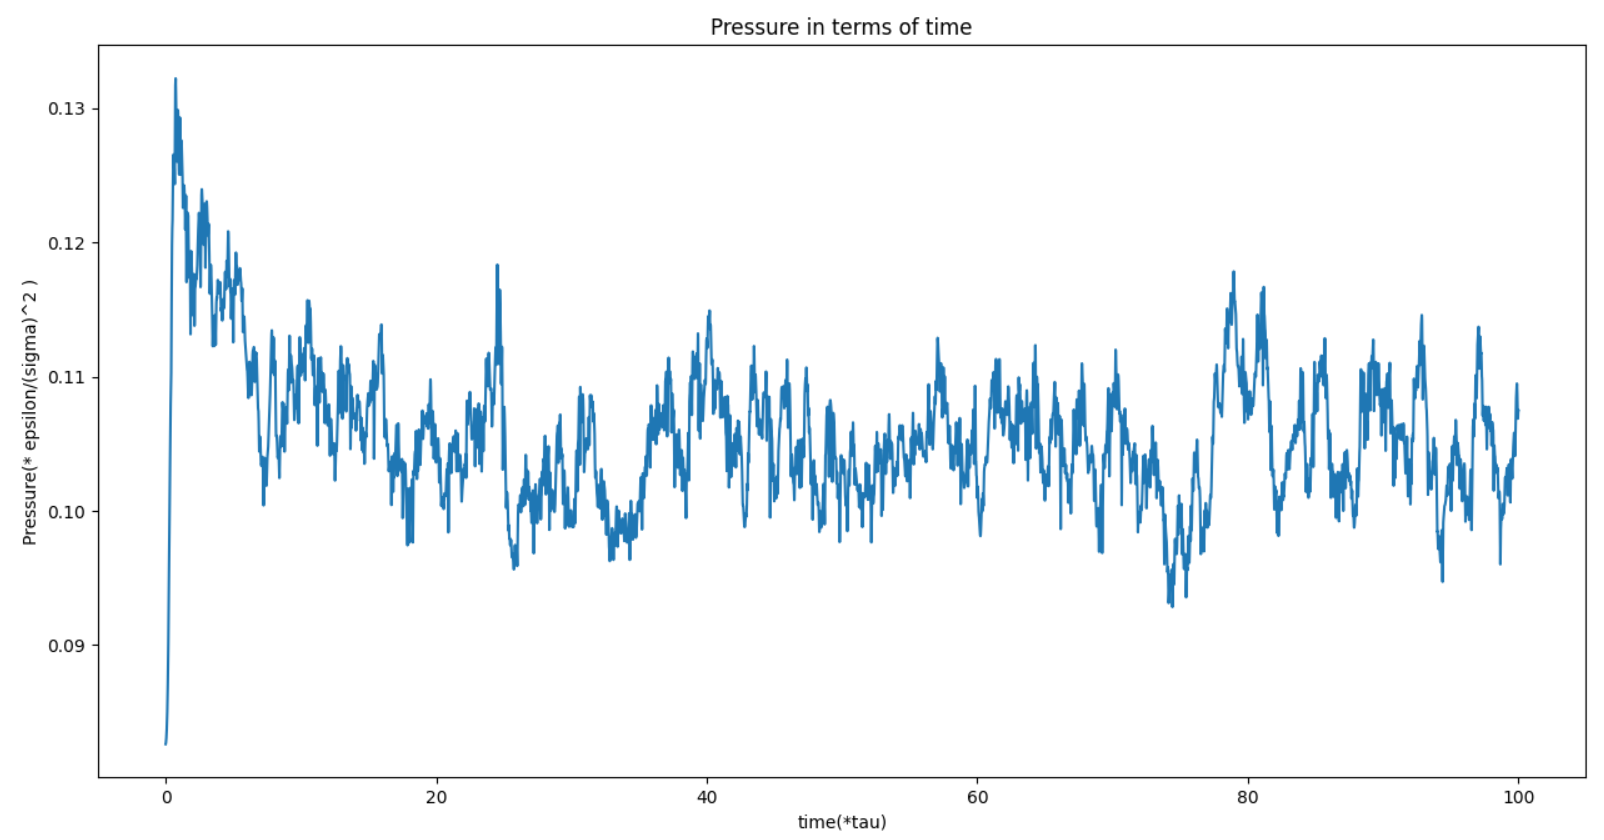 Pressure in terms of time
Pressure(* epsilon/(sigma)^2 )
0.13
0.12
0.11
0.10
0.09
0 20 40 60 80 100
time(*tau)